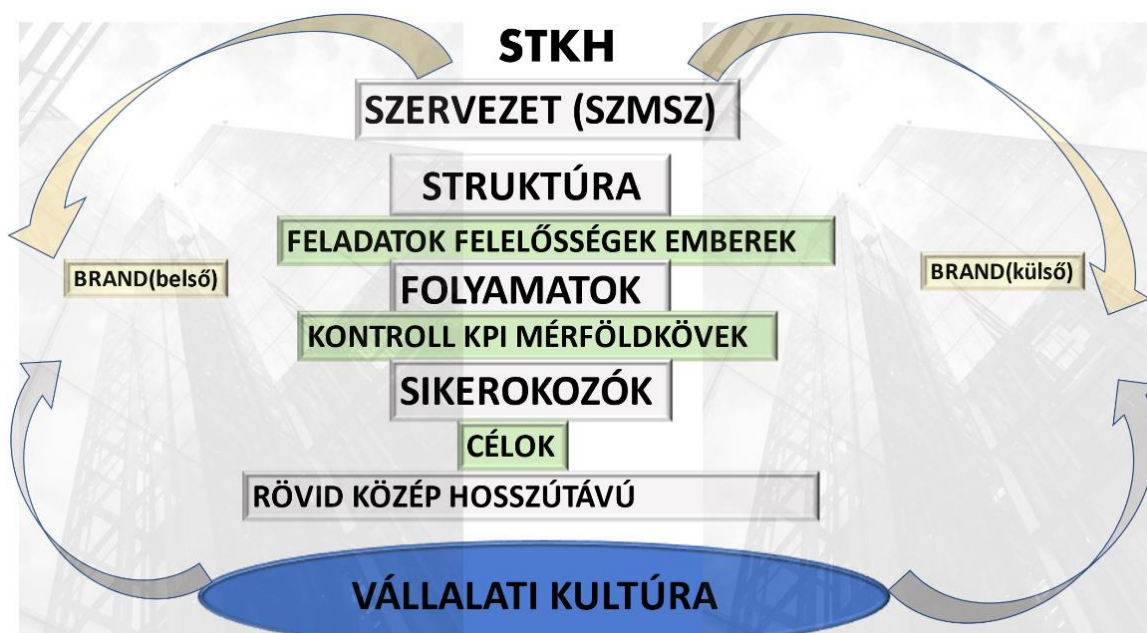 STKH
SZERVEZET (SZMSZ)
STRUKTÚRA
FELADATOK FELELŐSSÉGEK EMBEREK
BRAND(belső)
FOLYAMATOK
BRAND(külső)
KONTROLL KPI MÉRFÖLDKÖVEK
SIKEROKOZÓK
CÉLOK
RÖVID KÖZÉP HOSSZÚTÁVÚ
VÁLLALATI KULTÚRA